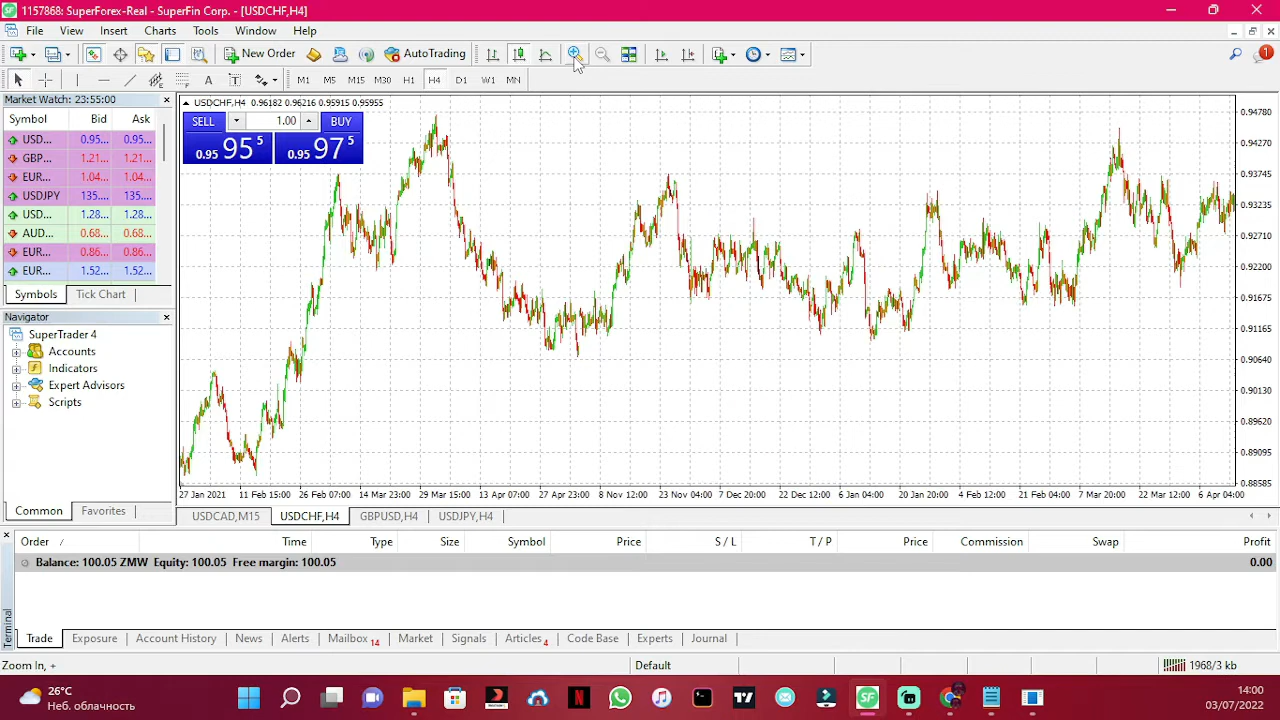 1157868: SuperForex-Real - SuperFin Corp. - [USDCHF,H4]
File View Insert Charts Tools Window Help
New Order AutoTrading
M1 M5 M15 M30 H1 H4 D1 W1 MN
Market Watch: 23:55:00
Symbol Bid Ask
USD... 0.95... 0.95...
GBP... 1.21... 1.21...
EUR... 1.04... 1.04...
USDJPY 135.... 135....
USD... 1.28... 1.28...
AUD... 0.68... 0.68...
EUR... 0.86... 0.86...
EUR... 1.52... 1.52...
Symbols Tick Chart
Navigator
SuperTrader 4
Accounts
Indicators
Expert Advisors
Scripts
Common Favorites
USDCHF,H4 0.96182 0.96216 0.95915 0.95955
SELL 1.00 BUY
0.95 95 5 0.95 97 5
0.94780
0.94270
0.93745
0.93235
0.92710
0.92200
0.91675
0.91165
0.90640
0.90130
0.89620
0.89095
0.88585
27 Jan 2021 11 Feb 15:00 26 Feb 07:00 14 Mar 23:00 29 Mar 15:00 13 Apr 07:00 27 Apr 23:00 8 Nov 12:00 23 Nov 04:00 7 Dec 20:00 22 Dec 12:00 6 Jan 04:00 20 Jan 20:00 4 Feb 12:00 21 Feb 04:00 7 Mar 20:00 22 Mar 12:00 6 Apr 04:00
USDCAD,M15 USDCHF,H4 GBPUSD,H4 USDJPY,H4
Order / Time Type Size Symbol Price S / L T / P Price Commission Swap Profit
Balance: 100.05 ZMW Equity: 100.05 Free margin: 100.05 0.00
Terminal
Trade Exposure Account History News Alerts Mailbox 14 Market Signals Articles 4 Code Base Experts Journal
Zoom In, + Default 1968/3 kb
26°C
Неб. облачность
14:00
03/07/2022